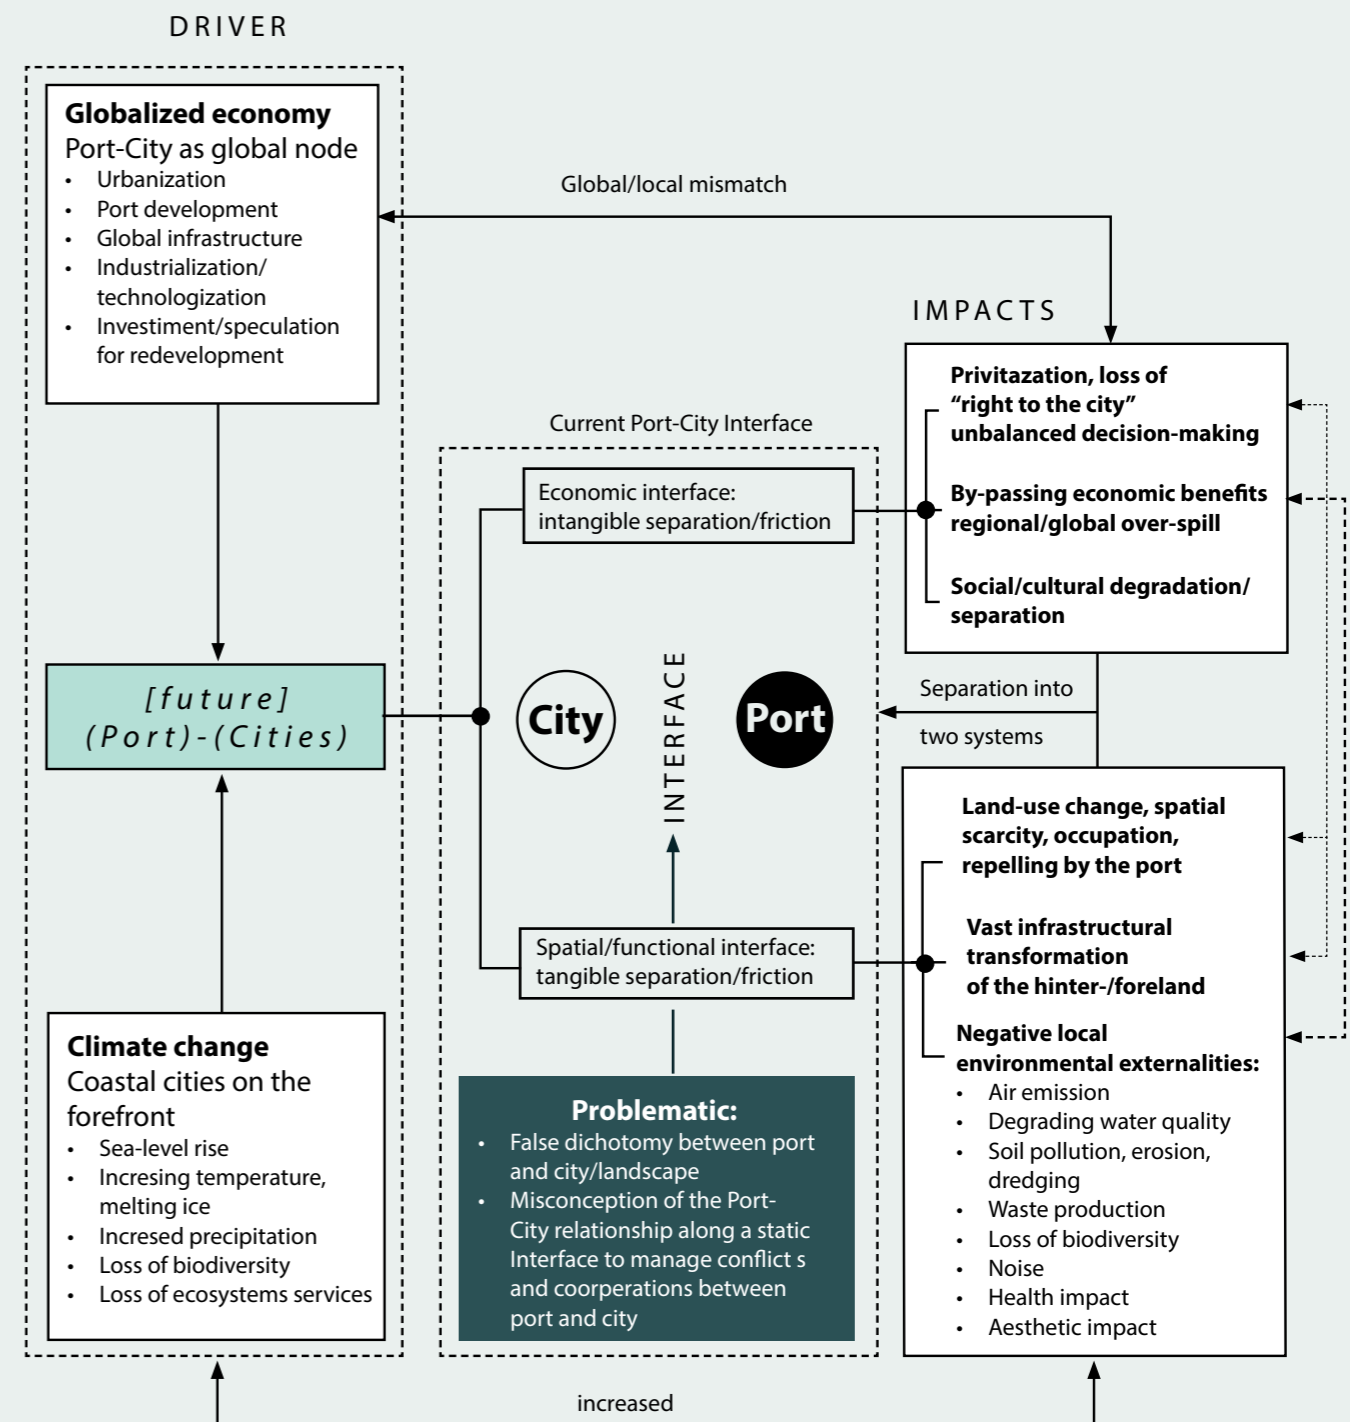 DRIVER
Globalized economy
Port-City as global node
• Urbanization
• Port development
• Global infrastructure
• Industrialization/
technologization
• Investiment/speculation
for redevelopment
Global/local mismatch
IMPACTS
Privitazation, loss of
“right to the city”
unbalanced decision-making
By-passing economic benefits
regional/global over-spill
Social/cultural degradation/
separation
Current Port-City Interface
Economic interface:
intangible separation/friction
[future]
(Port)-(Cities)
City
INTERFACE
Port
Separation into
two systems
Spatial/functional interface:
tangible separation/friction
Land-use change, spatial
scarcity, occupation,
repelling by the port
Vast infrastructural
transformation
of the hinter-/foreland
Negative local
environmental externalities:
• Air emission
• Degrading water quality
• Soil pollution, erosion,
dredging
• Waste production
• Loss of biodiversity
• Noise
• Health impact
• Aesthetic impact
Climate change
Coastal cities on the
forefront
• Sea-level rise
• Incresing temperature,
melting ice
• Incresed precipitation
• Loss of biodiversity
• Loss of ecosystems services
Problematic:
• False dichotomy between port
and city/landscape
• Misconception of the Port-
City relationship along a static
Interface to manage conflict s
and coorperations between
port and city
increased